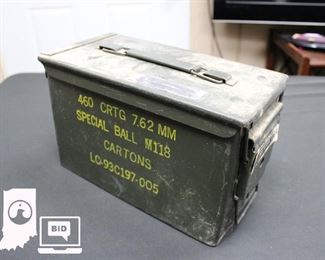 460 CRTG 7.62 MM
SPECIAL BALL M118
CARTONS
LC-93C197-005
BID